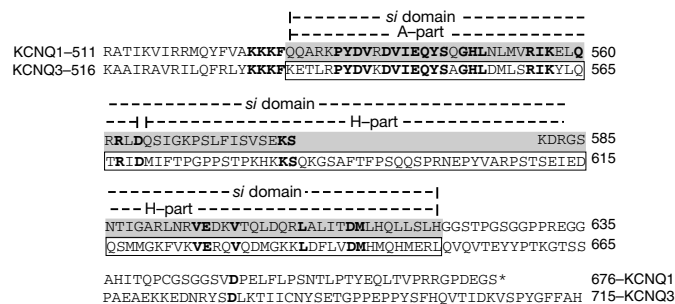 si domain
A–part
KCNQ1–511 RATIKVIRRMQYFVAKKKFQQARKPYDVRDVIEQYSQGHLNLMVRIKELQ 560
KCNQ3–516 KAAIRAVRILQFRLYKKKFKETLRPYDVKDVIEQYSAGHLDMLSRIKYLQ 565
si domain
H–part
RRLDQSIGKPSLFISVSEKS KDRGS 585
TRIDMIFTPGPPSTPKHKKSQKGSAFTFPSQQSPRNEPYVARPSTSEIED 615
si domain
H–part
NTIGARLNRVEDKVTQLDQRLALITDMLHQLLSLHGGSTPGSGGPPREGG 635
QSMMGKFVKVERQVQDMGKKLDFLVDMHMQHMERLQVQVTEYYPTKGTSS 665
AHITQPCGSGGSVDPELFLPSNTLPTYEQLTVPRRGPDEGS* 676–KCNQ1
PAEAEKKEDNRYSDLKTIICNYSETGPPEPPYSFHQVTIDKVSPYGFFAH 715–KCNQ3